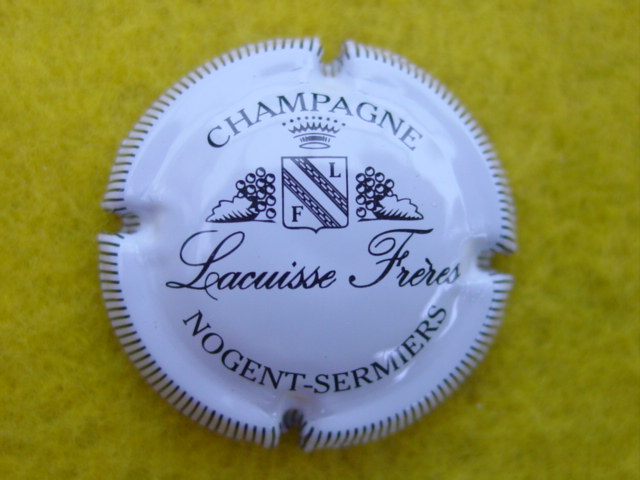 CHAMPAGNE
L
F
Lacuisse Frères
NOGENT-SERMIERS